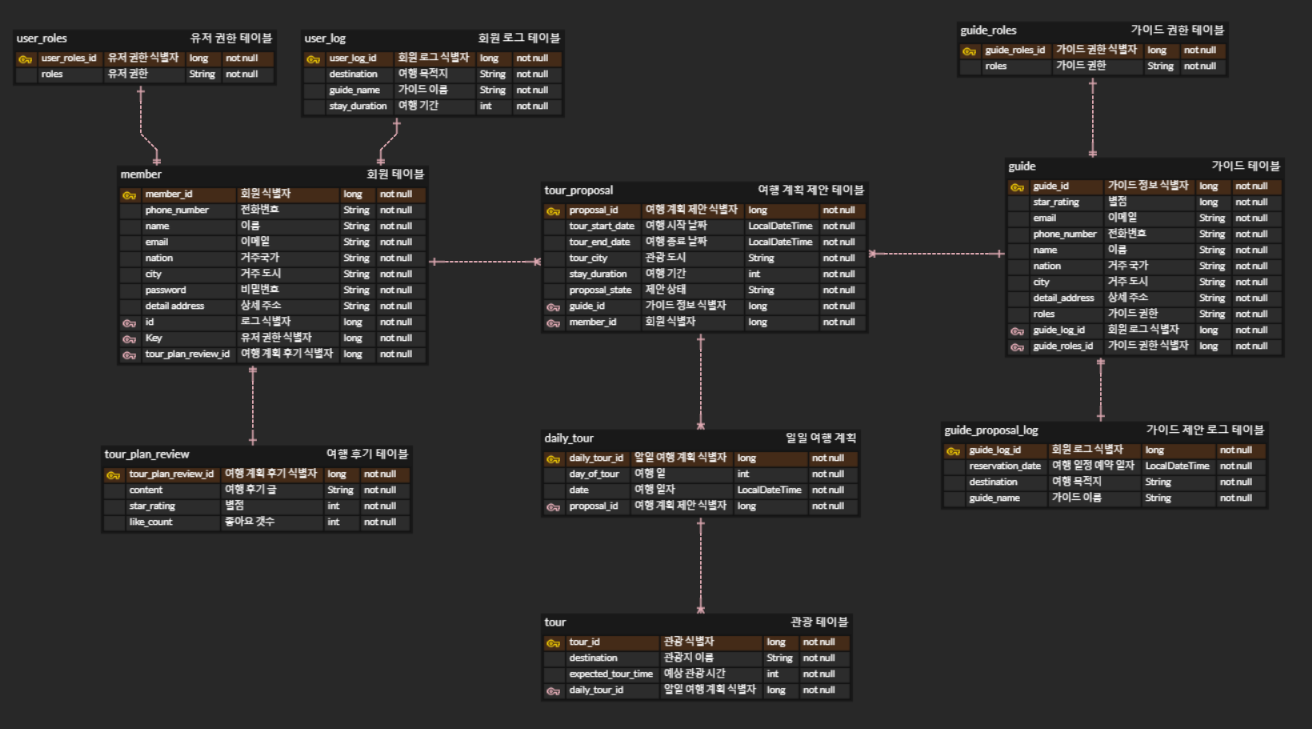 user_roles 유저 권한 테이블
user_roles_id 유저 권한 식별자 long not null
roles 유저 권한 String not null
user_log 회원 로그 테이블
user_log_id 회원 로그 식별자 long not null
destination 여행 목적지 String not null
guide_name 가이드 이름 String not null
stay_duration 여행 기간 int not null
guide_roles 가이드 권한 테이블
guide_roles_id 가이드 권한 식별자 long not null
roles 가이드 권한 String not null
member 회원 테이블
member_id 회원 식별자 long not null
phone_number 전화번호 String not null
name 이름 String not null
email 이메일 String not null
nation 거주국가 String not null
city 거주 도시 String not null
password 비밀번호 String not null
detail address 상세 주소 String not null
id 로그 식별자 long not null
Key 유저 권한 식별자 long not null
tour_plan_review_id 여행 계획 후기 식별자 long not null
tour_proposal 여행 계획 제안 테이블
proposal_id 여행 계획 제안 식별자 long not null
tour_start_date 여행 시작 날짜 LocalDateTime not null
tour_end_date 여행 종료 날짜 LocalDateTime not null
tour_city 관광 도시 String not null
stay_duration 여행 기간 int not null
proposal_state 제안 상태 String not null
guide_id 가이드 정보 식별자 long not null
member_id 회원 식별자 long not null
guide 가이드 테이블
guide_id 가이드 정보 식별자 long not null
star_rating 별점 long not null
email 이메일 String not null
phone_number 전화번호 String not null
name 이름 String not null
nation 거주 국가 String not null
city 거주 도시 String not null
detail_address 상세 주소 String not null
roles 가이드 권한 String not null
guide_log_id 회원 로그 식별자 long not null
guide_roles_id 가이드 권한 식별자 long not null
tour_plan_review 여행 후기 테이블
tour_plan_review_id 여행 계획 후기 식별자 long not null
content 여행 후기 글 String not null
star_rating 별점 int not null
like_count 좋아요 갯수 int not null
daily_tour 일일 여행 계획
daily_tour_id 알일 여행 계획 식별자 long not null
day_of_tour 여행 일 int not null
date 여행 일자 LocalDateTime not null
proposal_id 여행 계획 제안 식별자 long not null
guide_proposal_log 가이드 제안 로그 테이블
guide_log_id 회원 로그 식별자 long not null
reservation_date 여행 일정 예약 일자 LocalDateTime not null
destination 여행 목적지 String not null
guide_name 가이드 이름 String not null
tour 관광 테이블
tour_id 관광 식별자 long not null
destination 관광지 이름 String not null
expected_tour_time 예상 관광 시간 int not null
daily_tour_id 알일 여행 계획 식별자 long not null